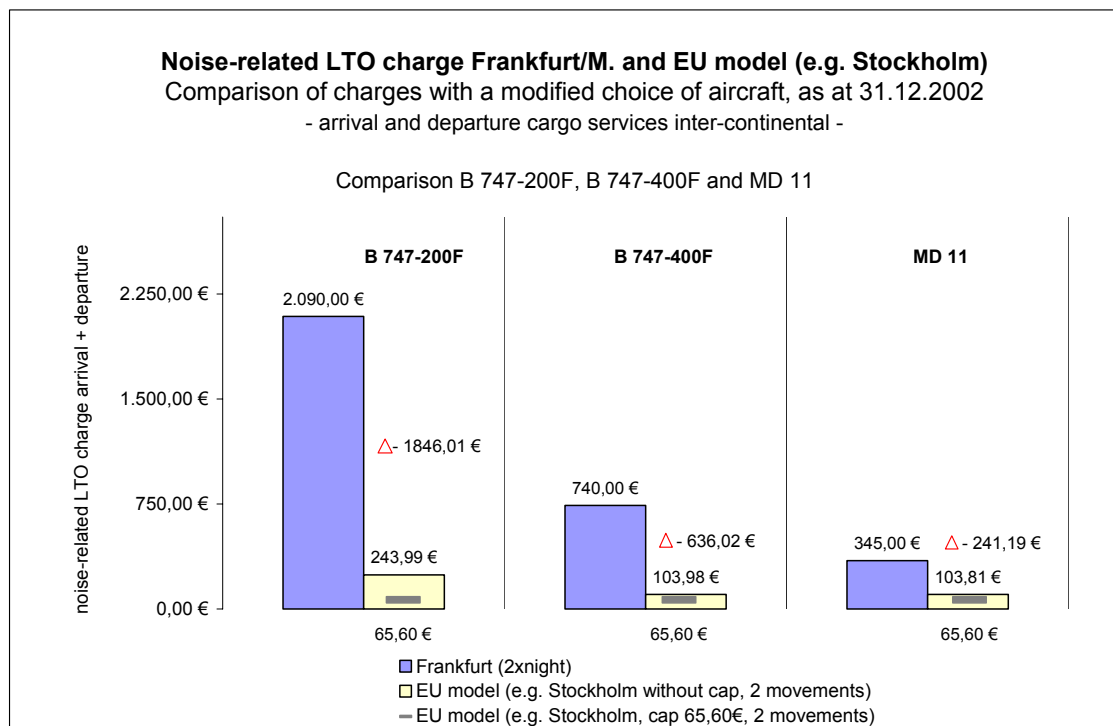 Noise-related LTO charge Frankfurt/M. and EU model (e.g. Stockholm)
Comparison of charges with a modified choice of aircraft, as at 31.12.2002
- arrival and departure cargo services inter-continental -
Comparison B 747-200F, B 747-400F and MD 11
noise-related LTO charge arrival + departure
2.250,00 €
1.500,00 €
750,00 €
0,00 €
B 747-200F
2.090,00 €
△- 1846,01 €
243,99 €
65,60 €
B 747-400F
740,00 €
△ - 636,02 €
103,98 €
65,60 €
MD 11
345,00 €
△ - 241,19 €
103,81 €
65,60 €
Frankfurt (2xnight)
EU model (e.g. Stockholm without cap, 2 movements)
EU model (e.g. Stockholm, cap 65,60€, 2 movements)